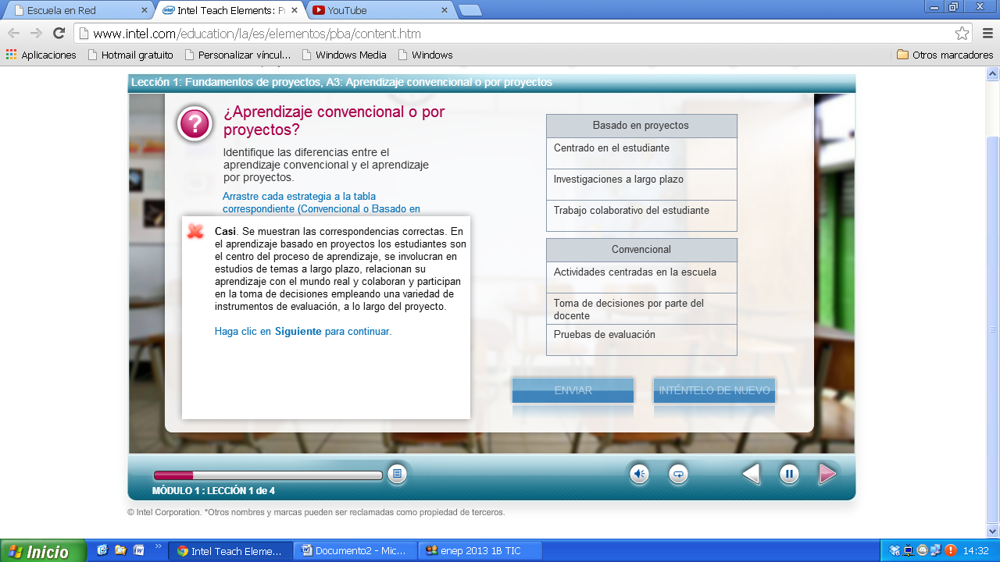 Escuela en Red
Intel Teach Elements: P
YouTube
www.intel.com/education/la/es/elementos/pba/content.htm
Aplicaciones
Hotmail gratuito
Personalizar víncul...
Windows Media
Windows
Otros marcadores
Lección 1: Fundamentos de proyectos, A3: Aprendizaje convencional o por proyectos
¿Aprendizaje convencional o por
proyectos?
Identifique las diferencias entre el
aprendizaje convencional y el aprendizaje
por proyectos.
Arrastre cada estrategia a la tabla
correspondiente (Convencional o Basado en
Casi. Se muestran las correspondencias correctas. En
el aprendizaje basado en proyectos los estudiantes son
el centro del proceso de aprendizaje, se involucran en
estudios de temas a largo plazo, relacionan su
aprendizaje con el mundo real y colaboran y participan
en la toma de decisiones empleando una variedad de
instrumentos de evaluación, a lo largo del proyecto.
Haga clic en Siguiente para continuar.
Basado en proyectos
Centrado en el estudiante
Investigaciones a largo plazo
Trabajo colaborativo del estudiante
Convencional
Actividades centradas en la escuela
Toma de decisiones por parte del
docente
Pruebas de evaluación
ENVIAR
INTÉNTELO DE NUEVO
MÓDULO 1 : LECCIÓN 1 de 4
© Intel Corporation. *Otros nombres y marcas pueden ser reclamadas como propiedad de terceros.
Inicio
Intel Teach Eleme...
Documento2 - Mic...
enep 2013 1B TIC
14:32